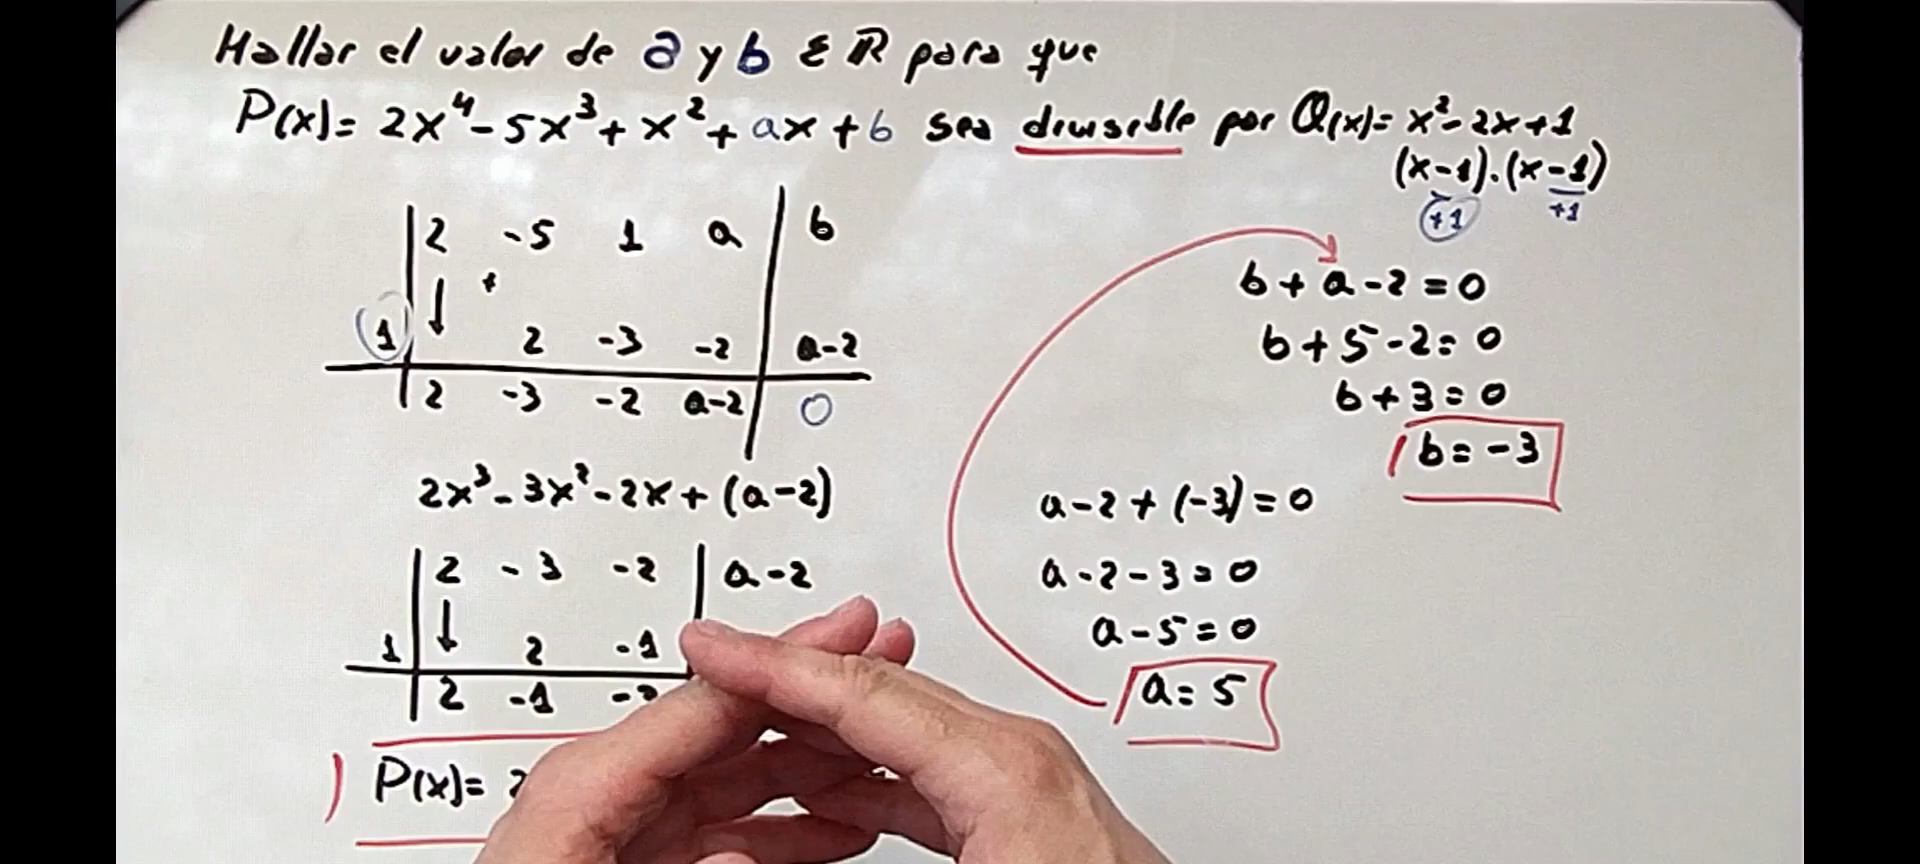 Hallar el valor de a y b ∈ ℝ para que
P(x)= 2x⁴-5x³+x²+ax+b sea divisible por Q(x)= x²-2x+1
(x-1).(x-1)
+1 +1
2 -5 1 a b
+
1 2 -3 -2 a-2
2 -3 -2 a-2 0
2x³-3x²-2x+(a-2)
2 -3 -2 a-2
1 2 -1
2 -1
P(x)=
b+a-2=0
b+5-2=0
b+3=0
b=-3
a-2+(-3)=0
a-2-3=0
a-5=0
a=5